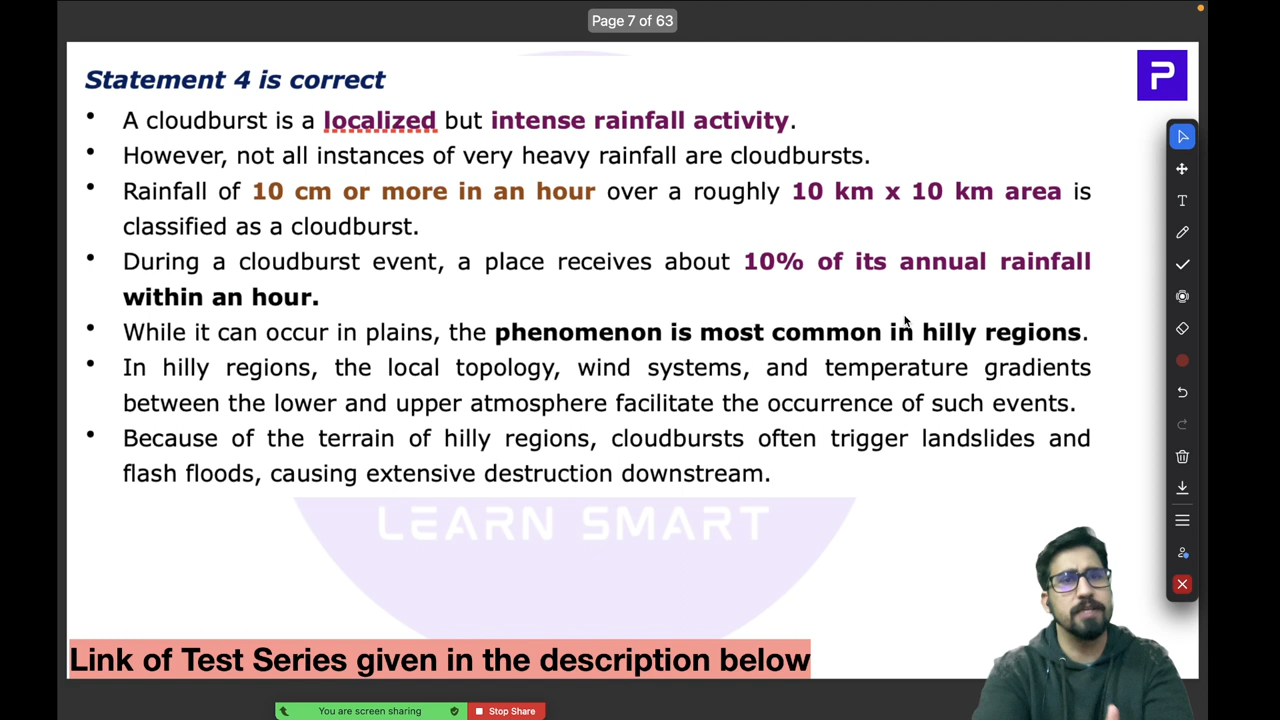 Page 7 of 63
Statement 4 is correct
P
• A cloudburst is a localized but intense rainfall activity.
• However, not all instances of very heavy rainfall are cloudbursts.
• Rainfall of 10 cm or more in an hour over a roughly 10 km x 10 km area is
classified as a cloudburst.
• During a cloudburst event, a place receives about 10% of its annual rainfall
within an hour.
• While it can occur in plains, the phenomenon is most common in hilly regions.
• In hilly regions, the local topology, wind systems, and temperature gradients
between the lower and upper atmosphere facilitate the occurrence of such events.
• Because of the terrain of hilly regions, cloudbursts often trigger landslides and
flash floods, causing extensive destruction downstream.
LEARN SMART
Link of Test Series given in the description below
You are screen sharing
Stop Share